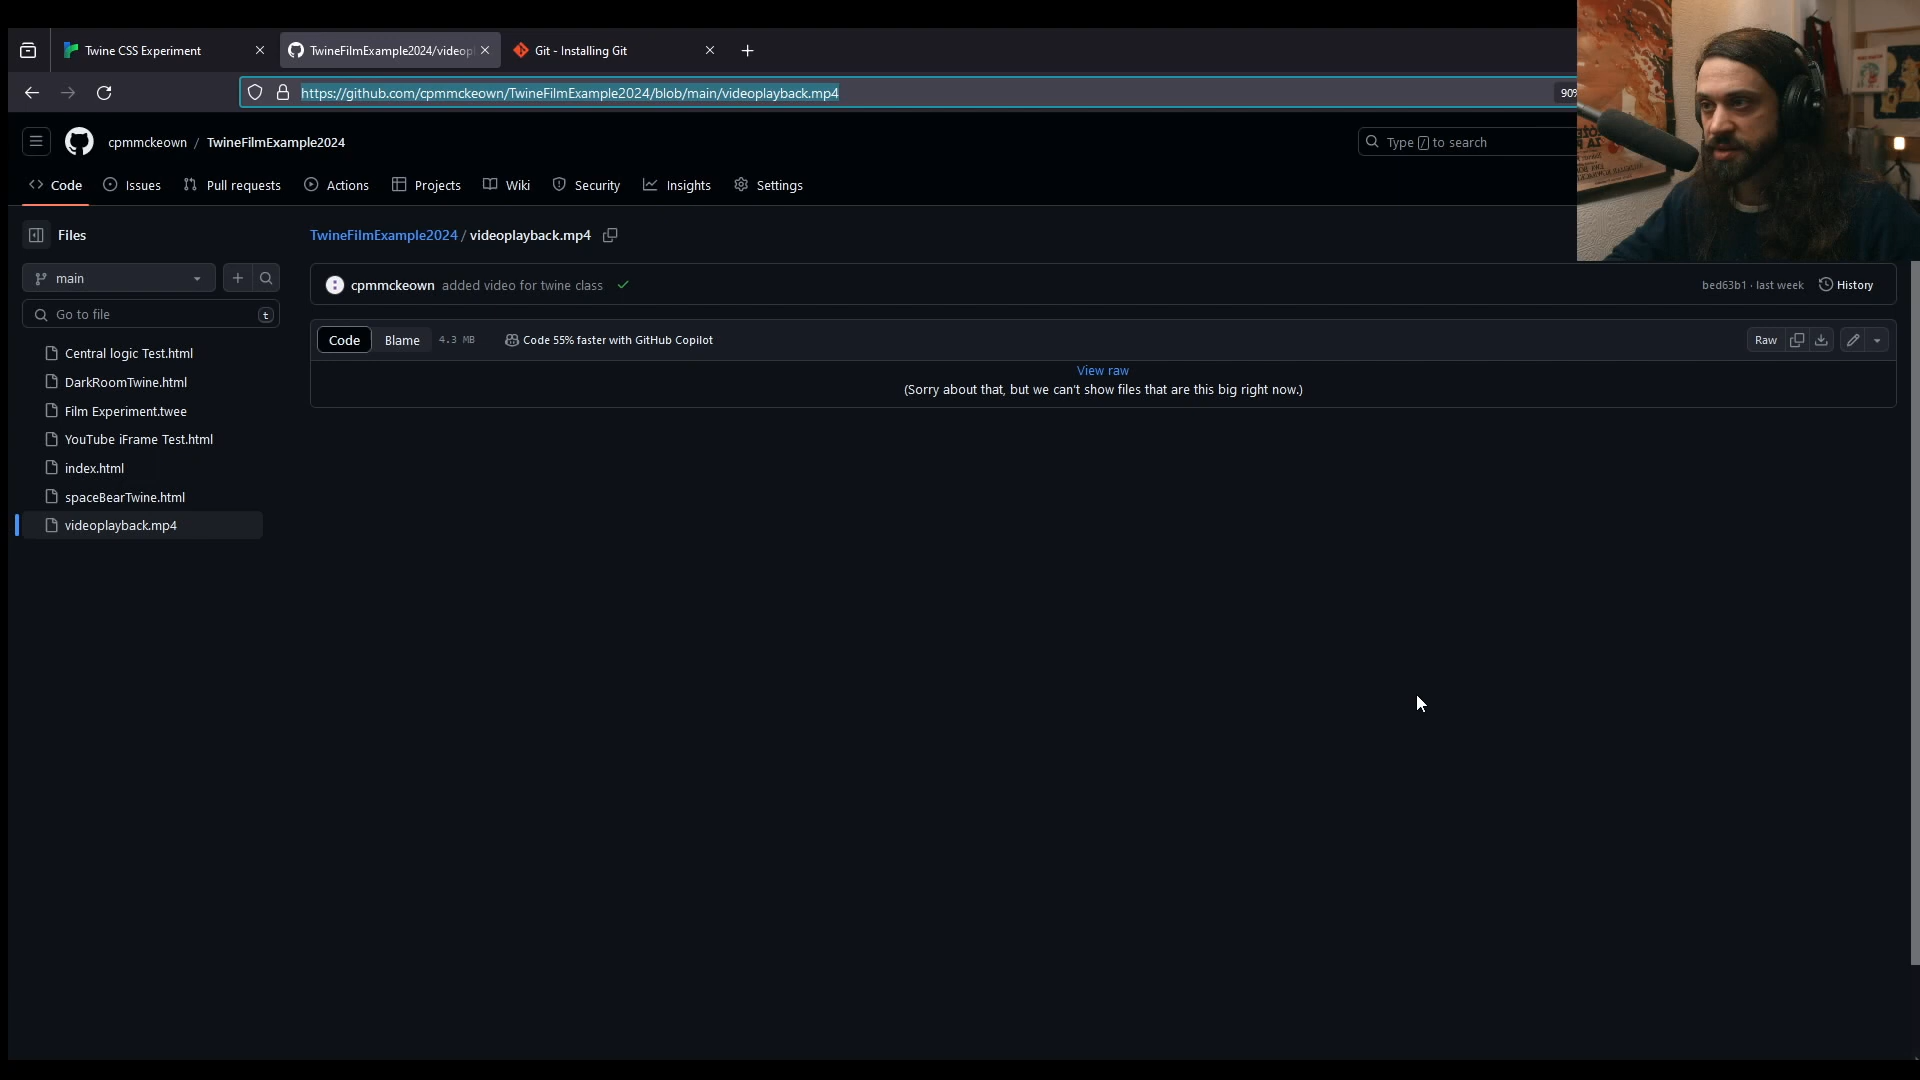 Twine CSS Experiment
TwineFilmExample2024/videop
Git - Installing Git
https://github.com/cpmmckeown/TwineFilmExample2024/blob/main/videoplayback.mp4
90%
cpmmckeown / TwineFilmExample2024
Type / to search
Code
Issues
Pull requests
Actions
Projects
Wiki
Security
Insights
Settings
Files
TwineFilmExample2024 / videoplayback.mp4
main
cpmmckeown added video for twine class
bed63b1 · last week
History
Go to file
t
Code
Blame
4.3 MB
Code 55% faster with GitHub Copilot
Raw
View raw
(Sorry about that, but we can't show files that are this big right now.)
Central logic Test.html
DarkRoomTwine.html
Film Experiment.twee
YouTube iFrame Test.html
index.html
spaceBearTwine.html
videoplayback.mp4